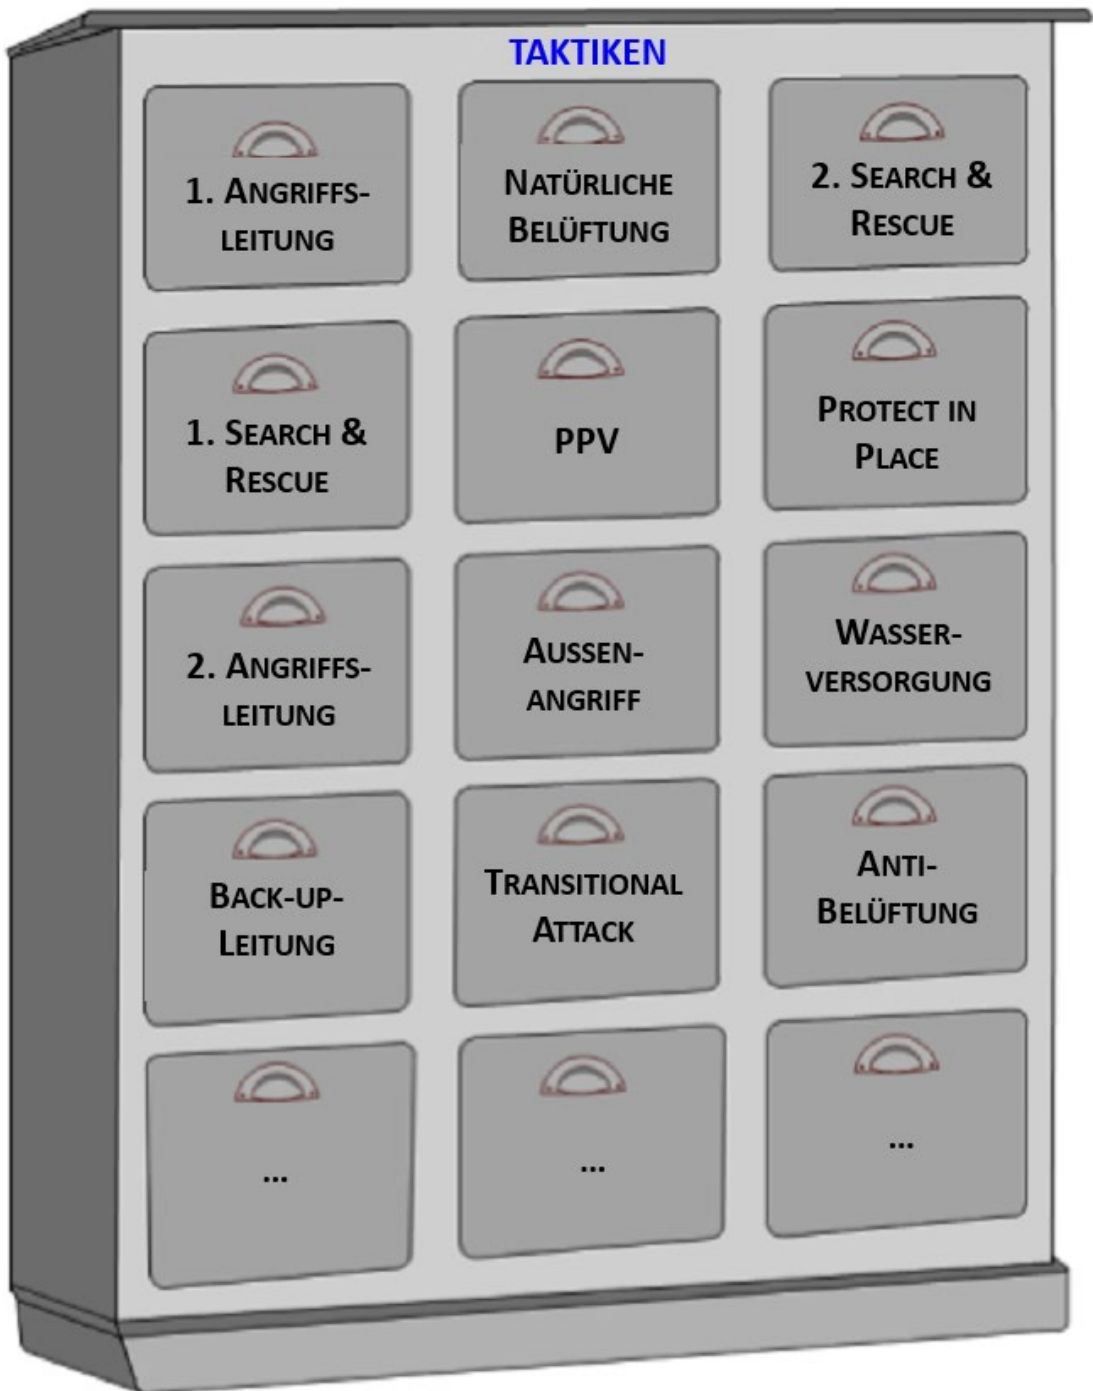 TAKTIKEN
1. ANGRIFFS-
LEITUNG
NATÜRLICHE
BELÜFTUNG
2. SEARCH &
RESCUE
1. SEARCH &
RESCUE
PPV
PROTECT IN
PLACE
2. ANGRIFFS-
LEITUNG
AUSSEN-
ANGRIFF
WASSER-
VERSORGUNG
BACK-UP-
LEITUNG
TRANSITIONAL
ATTACK
ANTI-
BELÜFTUNG
...
...
...